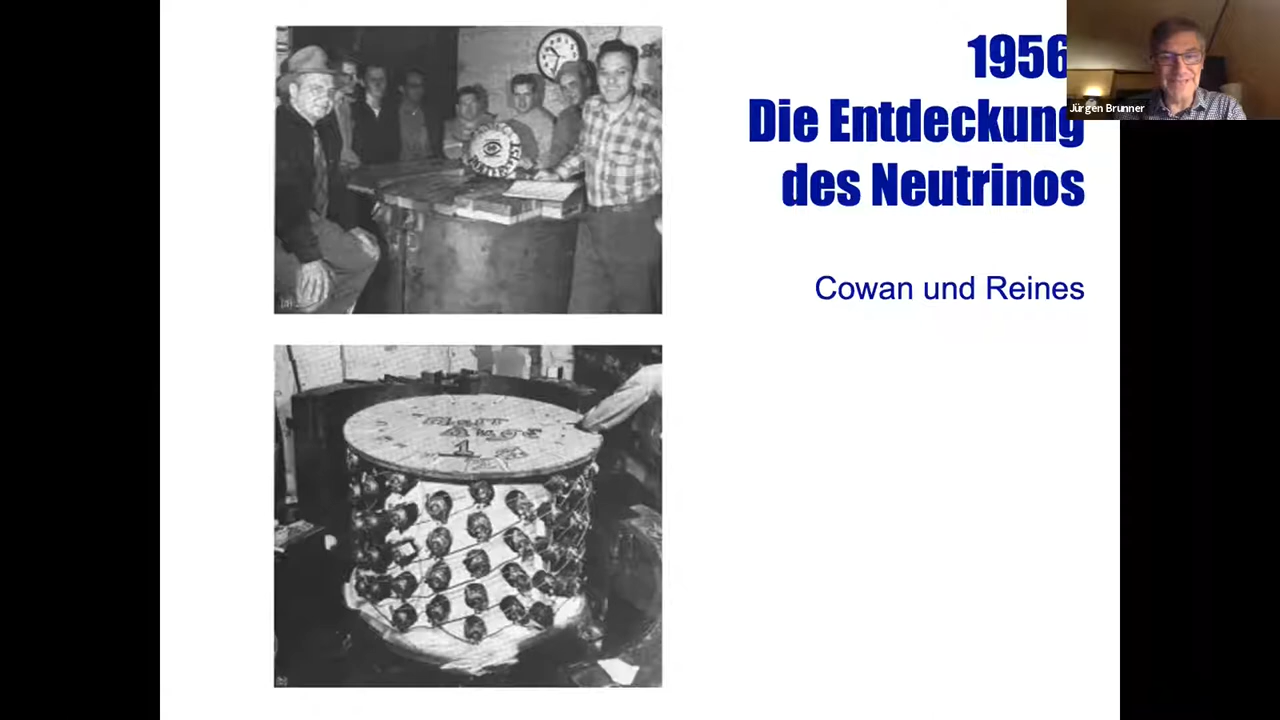 1956
Die Entdeckung
des Neutrinos
Cowan und Reines
Jürgen Brunner